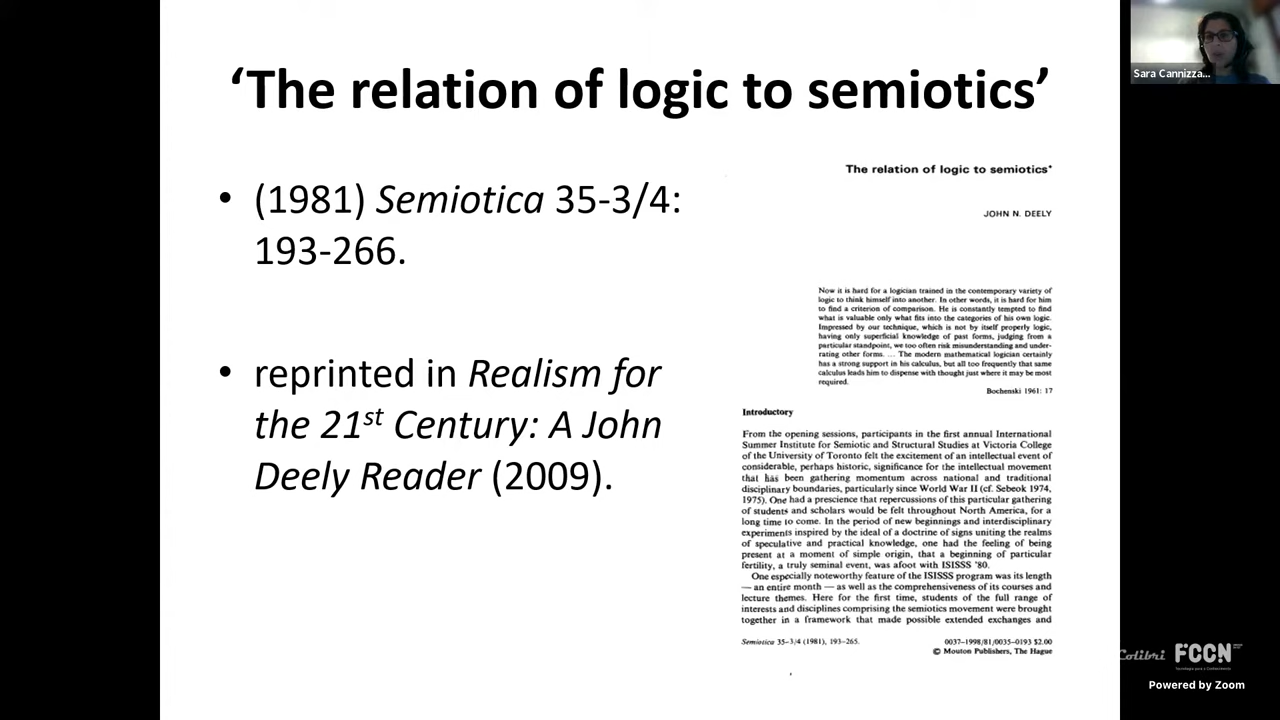 ‘The relation of logic to semiotics’
• (1981) Semiotica 35-3/4:
193-266.
• reprinted in Realism for
the 21st Century: A John
Deely Reader (2009).
The relation of logic to semiotics*
JOHN N. DEELY
Now it is hard for a logician trained in the contemporary variety of
logic to think himself into another. In other words, it is hard for him
to find a criterion of comparison. He is constantly tempted to find
what is valuable only what fits into the categories of his own logic.
Impressed by our technique, which is not by itself properly logic,
having only superficial knowledge of past forms, judging from a
particular standpoint, we too often risk misunderstanding and under-
rating other forms. ... The modern mathematical logician certainly
has a strong support in his calculus, but all too frequently that same
calculus leads him to dispense with thought just where it may be most
required.
Bochenski 1961: 17
Introductory
From the opening sessions, participants in the first annual International
Summer Institute for Semiotic and Structural Studies at Victoria College
of the University of Toronto felt the excitement of an intellectual event of
considerable, perhaps historic, significance for the intellectual movement
that has been gathering momentum across national and traditional
disciplinary boundaries, particularly since World War II (cf. Sebeok 1974,
1975). One had a prescience that repercussions of this particular gathering
of students and scholars would be felt throughout North America, for a
long time to come. In the period of new beginnings and interdisciplinary
experiments inspired by the ideal of a doctrine of signs uniting the realms
of speculative and practical knowledge, one had the feeling of being
present at a moment of simple origin, that a beginning of particular
fertility, a truly seminal event, was afoot with ISISSS '80.
One especially noteworthy feature of the ISISSS program was its length
— an entire month — as well as the comprehensiveness of its courses and
lecture themes. Here for the first time, students of the full range of
interests and disciplines comprising the semiotics movement were brought
together in a framework that made possible extended exchanges and
Semiotica 35–3/4 (1981), 193–265.
0037–1998/81/0035–0193 $2.00
© Mouton Publishers, The Hague
Sara Cannizza...
Colibri FCCN
Powered by Zoom